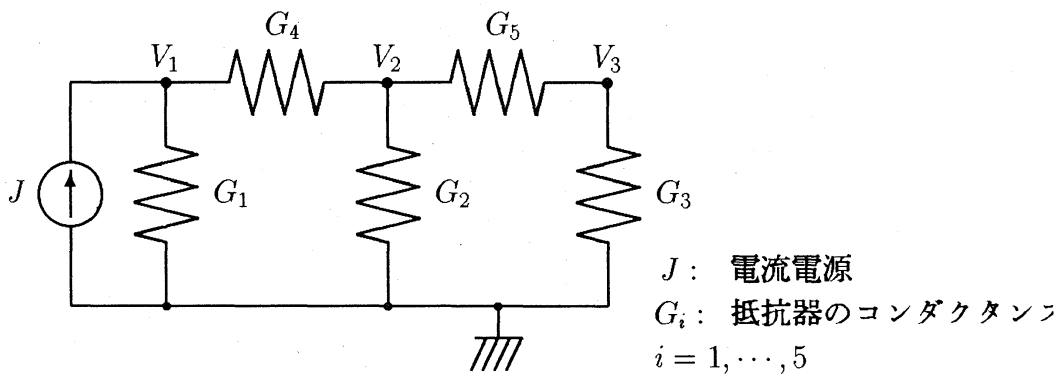 G₄
G₅
V₁
V₂
V₃
J
G₁
G₂
G₃
J : 電流電源
Gᵢ : 抵抗器のコンダクタンス
i = 1, ⋯, 5